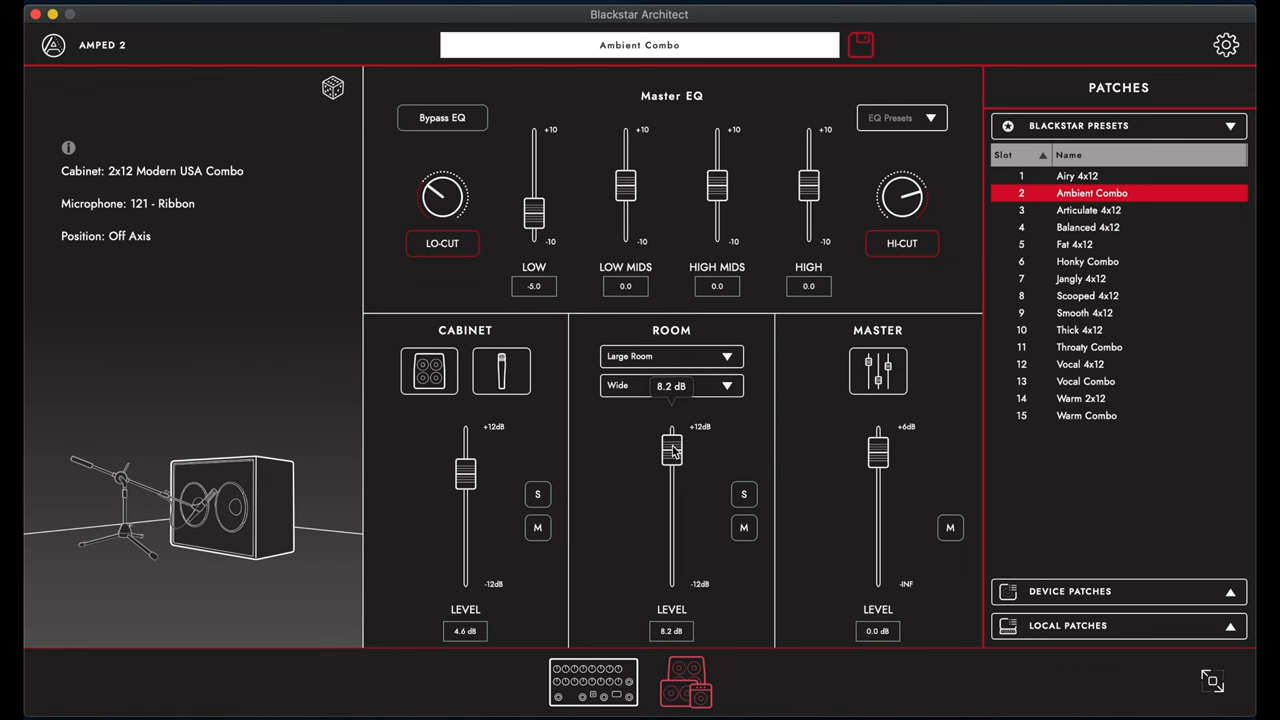 Blackstar Architect
AMPED 2
Ambient Combo
Cabinet: 2x12 Modern USA Combo
Microphone: 121 - Ribbon
Position: Off Axis
Master EQ
Bypass EQ
EQ Presets
+10
+10
+10
+10
-10
-10
-10
-10
LO-CUT
HI-CUT
LOW
LOW MIDS
HIGH MIDS
HIGH
-5.0
0.0
0.0
0.0
CABINET
+12dB
-12dB
S
M
LEVEL
4.6 dB
ROOM
Large Room
Wide
8.2 dB
+12dB
-12dB
S
M
LEVEL
8.2 dB
MASTER
+6dB
-INF
M
LEVEL
0.0 dB
PATCHES
BLACKSTAR PRESETS
Slot Name
1 Airy 4x12
2 Ambient Combo
3 Articulate 4x12
4 Balanced 4x12
5 Fat 4x12
6 Honky Combo
7 Jangly 4x12
8 Scooped 4x12
9 Smooth 4x12
10 Thick 4x12
11 Throaty Combo
12 Vocal 4x12
13 Vocal Combo
14 Warm 2x12
15 Warm Combo
DEVICE PATCHES
LOCAL PATCHES